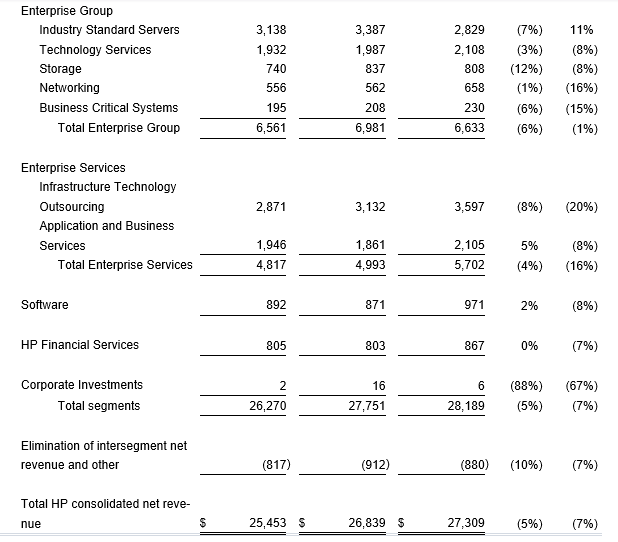 Enterprise Group
Industry Standard Servers 3,138 3,387 2,829 (7%) 11%
Technology Services 1,932 1,987 2,108 (3%) (8%)
Storage 740 837 808 (12%) (8%)
Networking 556 562 658 (1%) (16%)
Business Critical Systems 195 208 230 (6%) (15%)
Total Enterprise Group 6,561 6,981 6,633 (6%) (1%)
Enterprise Services
Infrastructure Technology
Outsourcing 2,871 3,132 3,597 (8%) (20%)
Application and Business
Services 1,946 1,861 2,105 5% (8%)
Total Enterprise Services 4,817 4,993 5,702 (4%) (16%)
Software 892 871 971 2% (8%)
HP Financial Services 805 803 867 0% (7%)
Corporate Investments 2 16 6 (88%) (67%)
Total segments 26,270 27,751 28,189 (5%) (7%)
Elimination of intersegment net
revenue and other (817) (912) (880) (10%) (7%)
Total HP consolidated net reve-
nue $ 25,453 $ 26,839 $ 27,309 (5%) (7%)